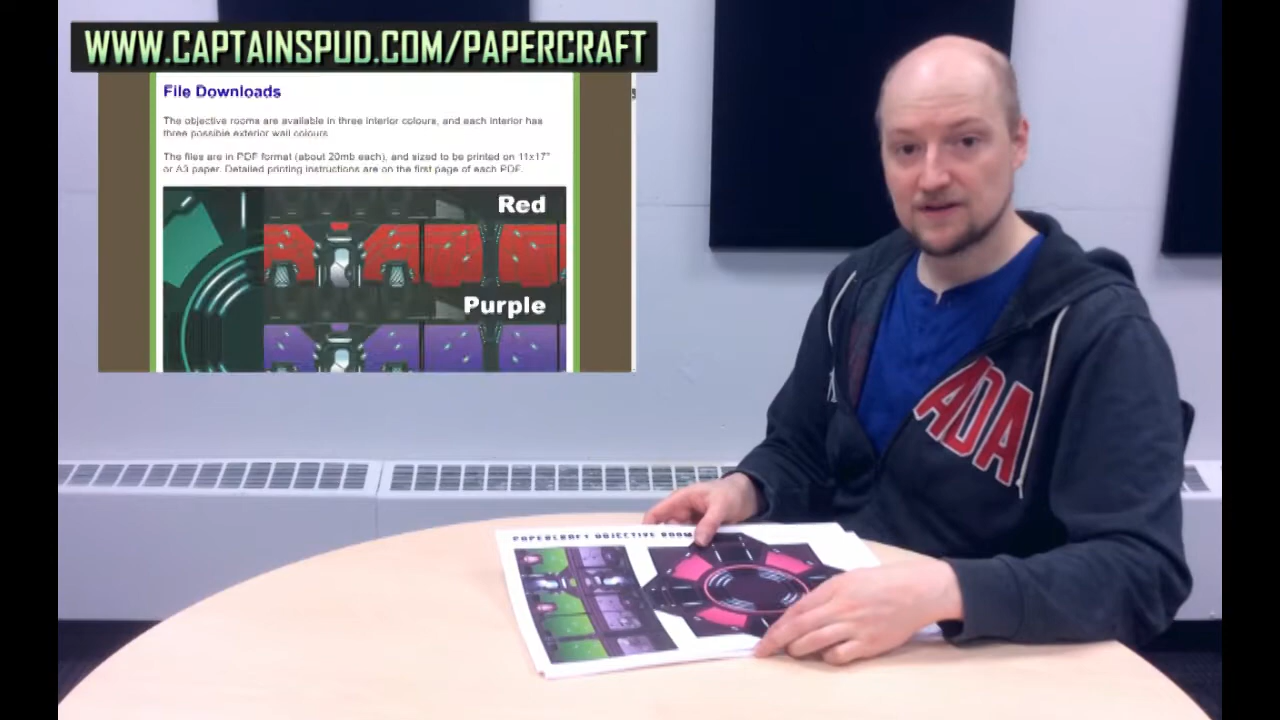 WWW.CAPTAINSPUD.COM/PAPERCRAFT
File Downloads
The objective rooms are available in three interior colours, and each interior has
three possible exterior wall colours
The files are in PDF format (about 20mb each), and sized to be printed on 11x17"
or A3 paper. Detailed printing instructions are on the first page of each PDF.
Red
Purple
PAPERCRAFT OBJECTIVE ROOM
ADA